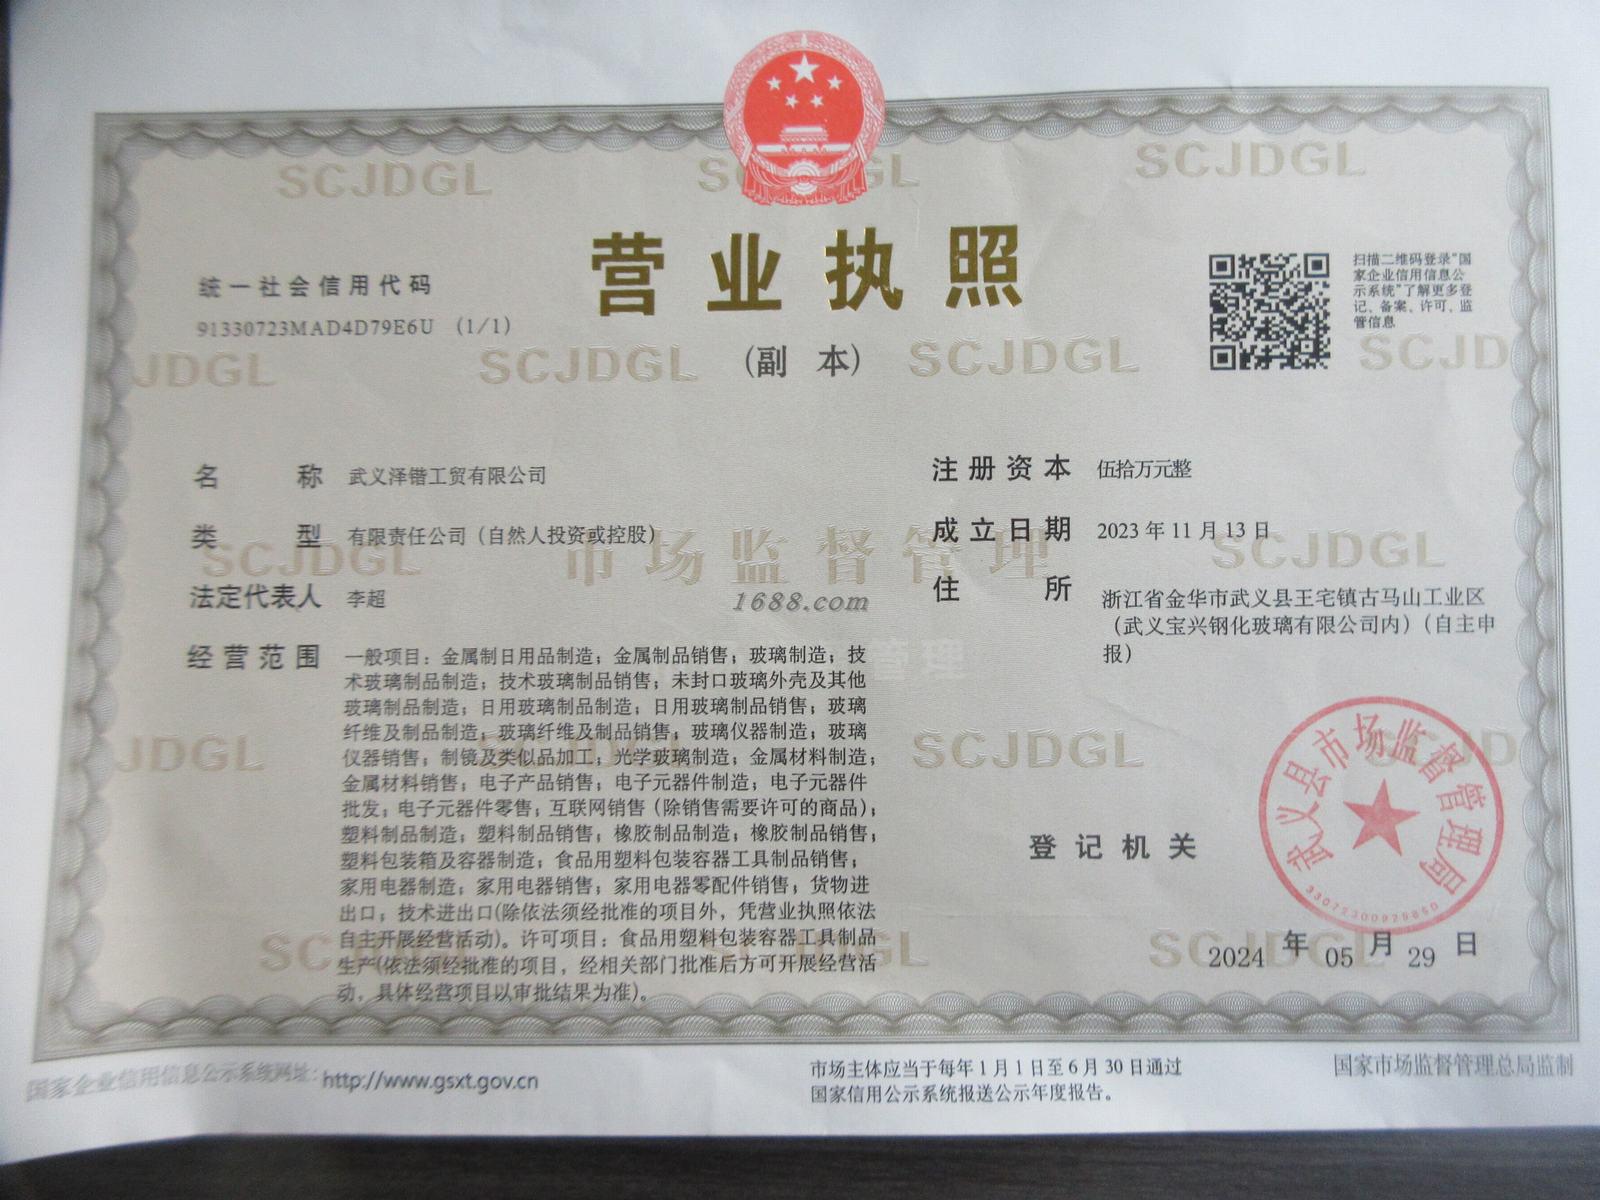 SCJDGL
SCJDGL
SCJDGL
营业执照
(副 本)
统一社会信用代码
91330723MAD4D79E6U (1/1)
扫描二维码登录“国
家企业信用信息公
示系统”了解更多登
记、备案、许可、监
管信息
JDGL
SCJDGL
SCJDGL
SCJD
名 称 武义泽锴工贸有限公司
类 型 有限责任公司（自然人投资或控股）
法定代表人 李超
经营范围 一般项目：金属制日用品制造；金属制品销售；玻璃制造；技
术玻璃制品制造；技术玻璃制品销售；未封口玻璃外壳及其他
玻璃制品制造；日用玻璃制品制造；日用玻璃制品销售；玻璃
纤维及制品制造；玻璃纤维及制品销售；玻璃仪器制造；玻璃
仪器销售；制镜及类似品加工；光学玻璃制造；金属材料制造；
金属材料销售；电子产品销售；电子元器件制造；电子元器件
批发；电子元器件零售；互联网销售（除销售需要许可的商品）；
塑料制品制造；塑料制品销售；橡胶制品制造；橡胶制品销售；
塑料包装箱及容器制造；食品用塑料包装容器工具制品销售；
家用电器制造；家用电器销售；家用电器零配件销售；货物进
出口；技术进出口(除依法须经批准的项目外，凭营业执照依法
自主开展经营活动)。许可项目：食品用塑料包装容器工具制品
生产(依法须经批准的项目，经相关部门批准后方可开展经营活
动，具体经营项目以审批结果为准)。
注册资本 伍拾万元整
成立日期 2023年11月13日
住 所 浙江省金华市武义县王宅镇古马山工业区
（武义宝兴钢化玻璃有限公司内）（自主申
报）
SCJDGL
市场监督管理
SCJDGL
1688.com
管理
JDGL
SCJDGL
登记机关
武义县市场监督管理局
2024 年 05 月 29 日
国家企业信用信息公示系统网址：http://www.gsxt.gov.cn
市场主体应当于每年1月1日至6月30日通过
国家信用公示系统报送公示年度报告。
国家市场监督管理总局监制